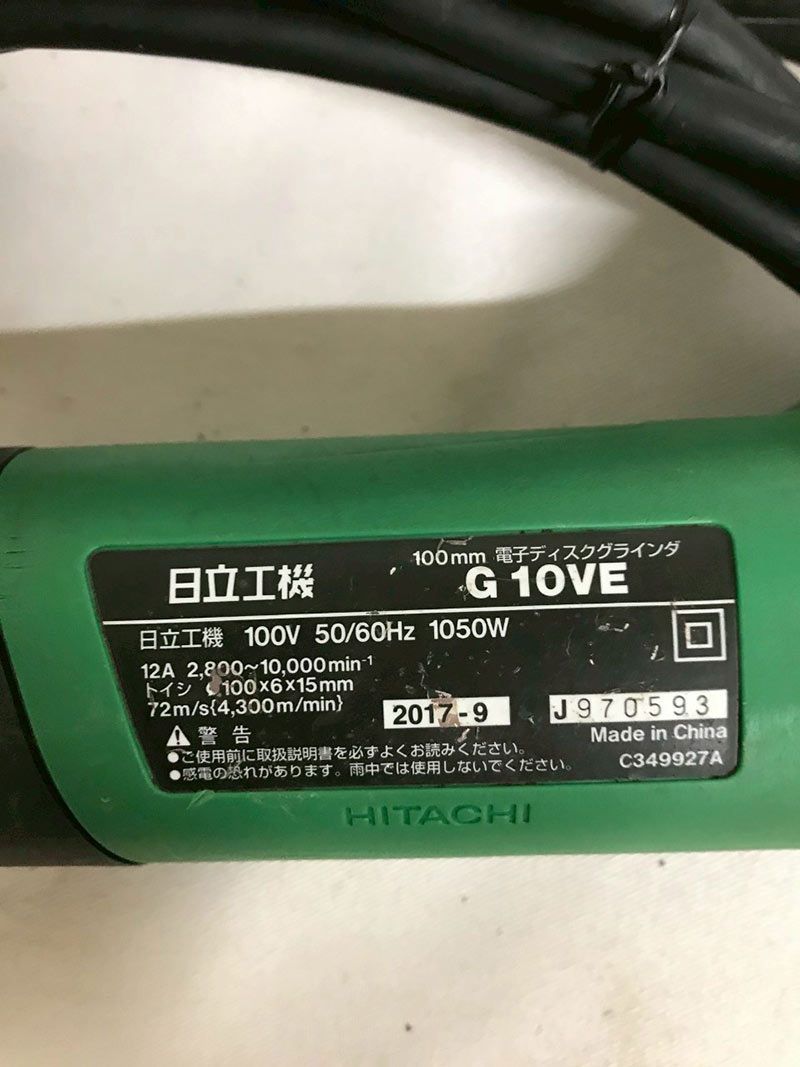 日立工機
100mm 電子ディスクグラインダ
G 10VE
日立工機 100V 50/60Hz 1050W
12A 2,800~10,000min⁻¹
トイシ 100×6×15mm
72m/s{4,300m/min}
2017-9
J970593
⚠警告
Made in China
●ご使用前に取扱説明書を必ずよくお読みください。
●感電の恐れがあります。雨中では使用しないでください。
C349927A
HITACHI